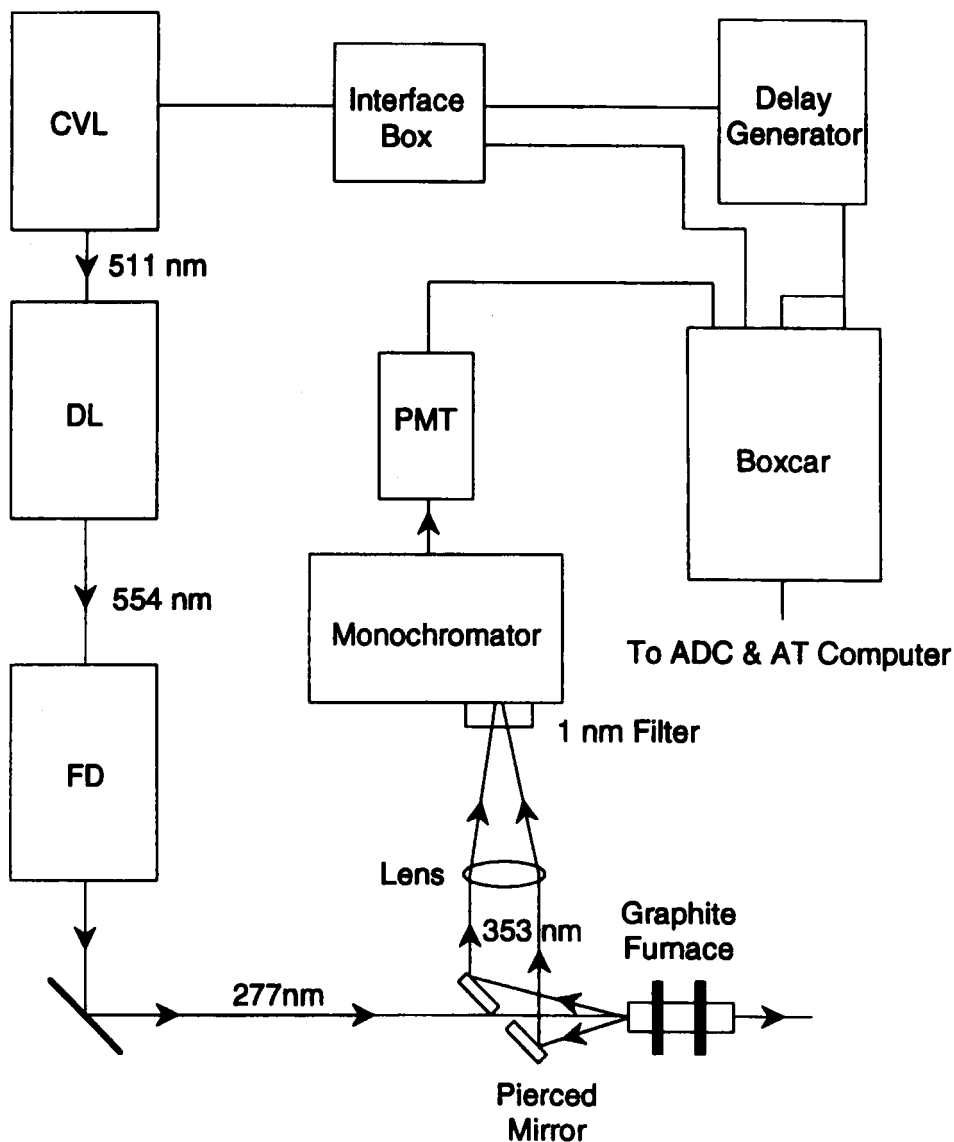 CVL
Interface
Box
Delay
Generator
511 nm
DL
PMT
Boxcar
554 nm
Monochromator
To ADC & AT Computer
1 nm Filter
FD
Lens
353 nm
Graphite
Furnace
277nm
Pierced
Mirror